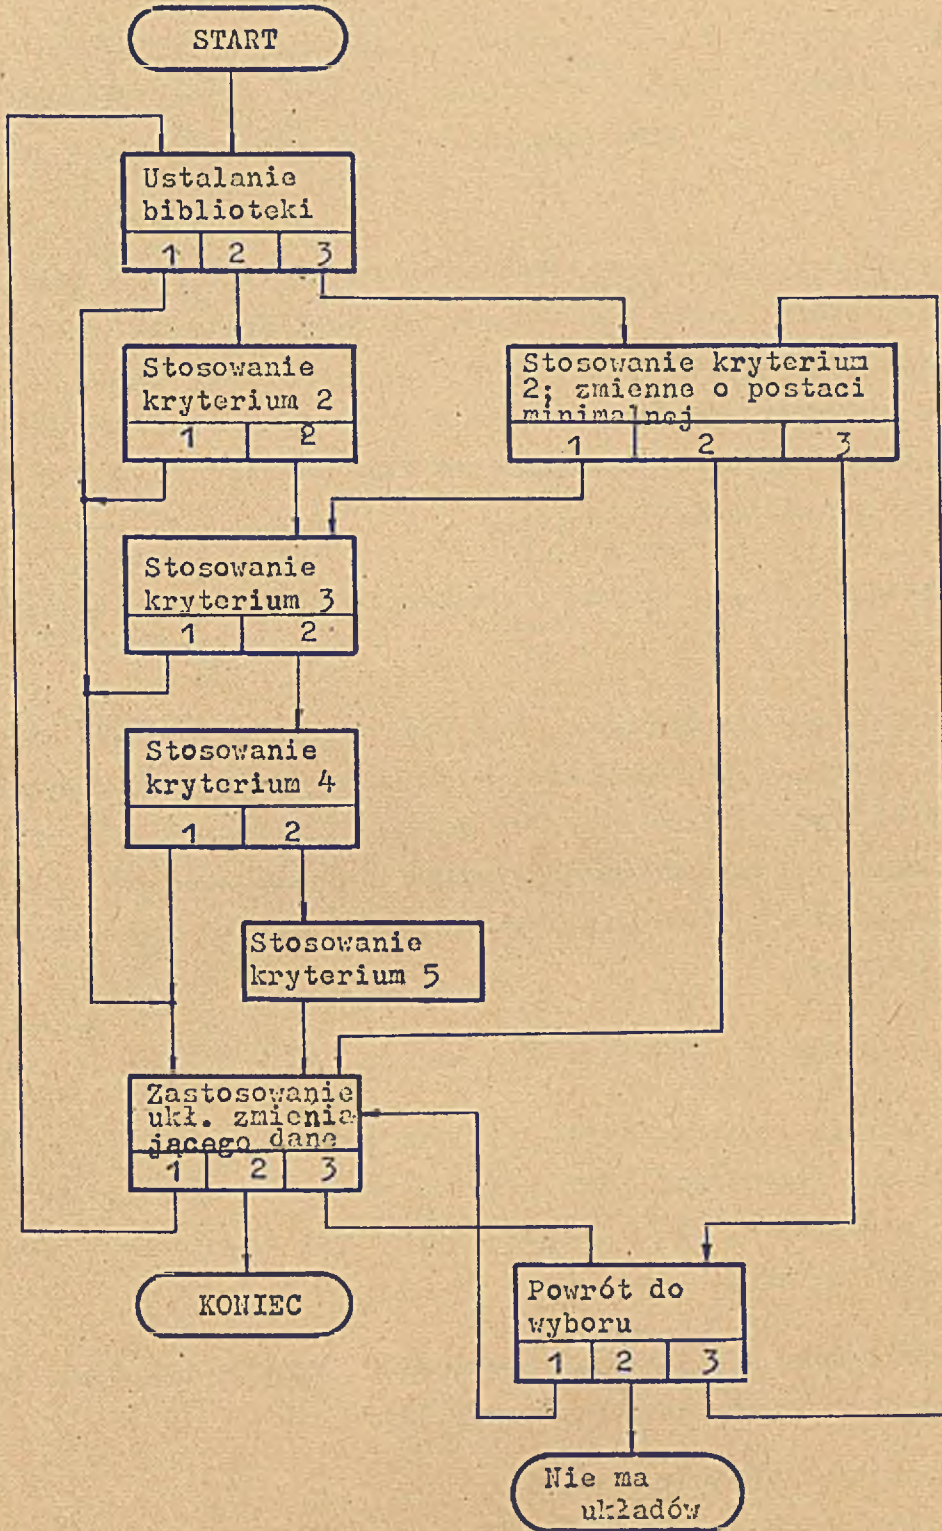 START
Ustalanie
biblioteki
1 2 3
Stosowanie
kryterium 2
1 2
Stosowanie kryterium
2; zmienne o postaci
minimalnej
1 2 3
Stosowanie
kryterium 3
1 2
Stosowanie
kryterium 4
1 2
Stosowanie
kryterium 5
Zastosowanie
ukł. zmienia
jącego dane
1 2 3
KONIEC
Powrót do
wyboru
1 2 3
Nie ma
układów